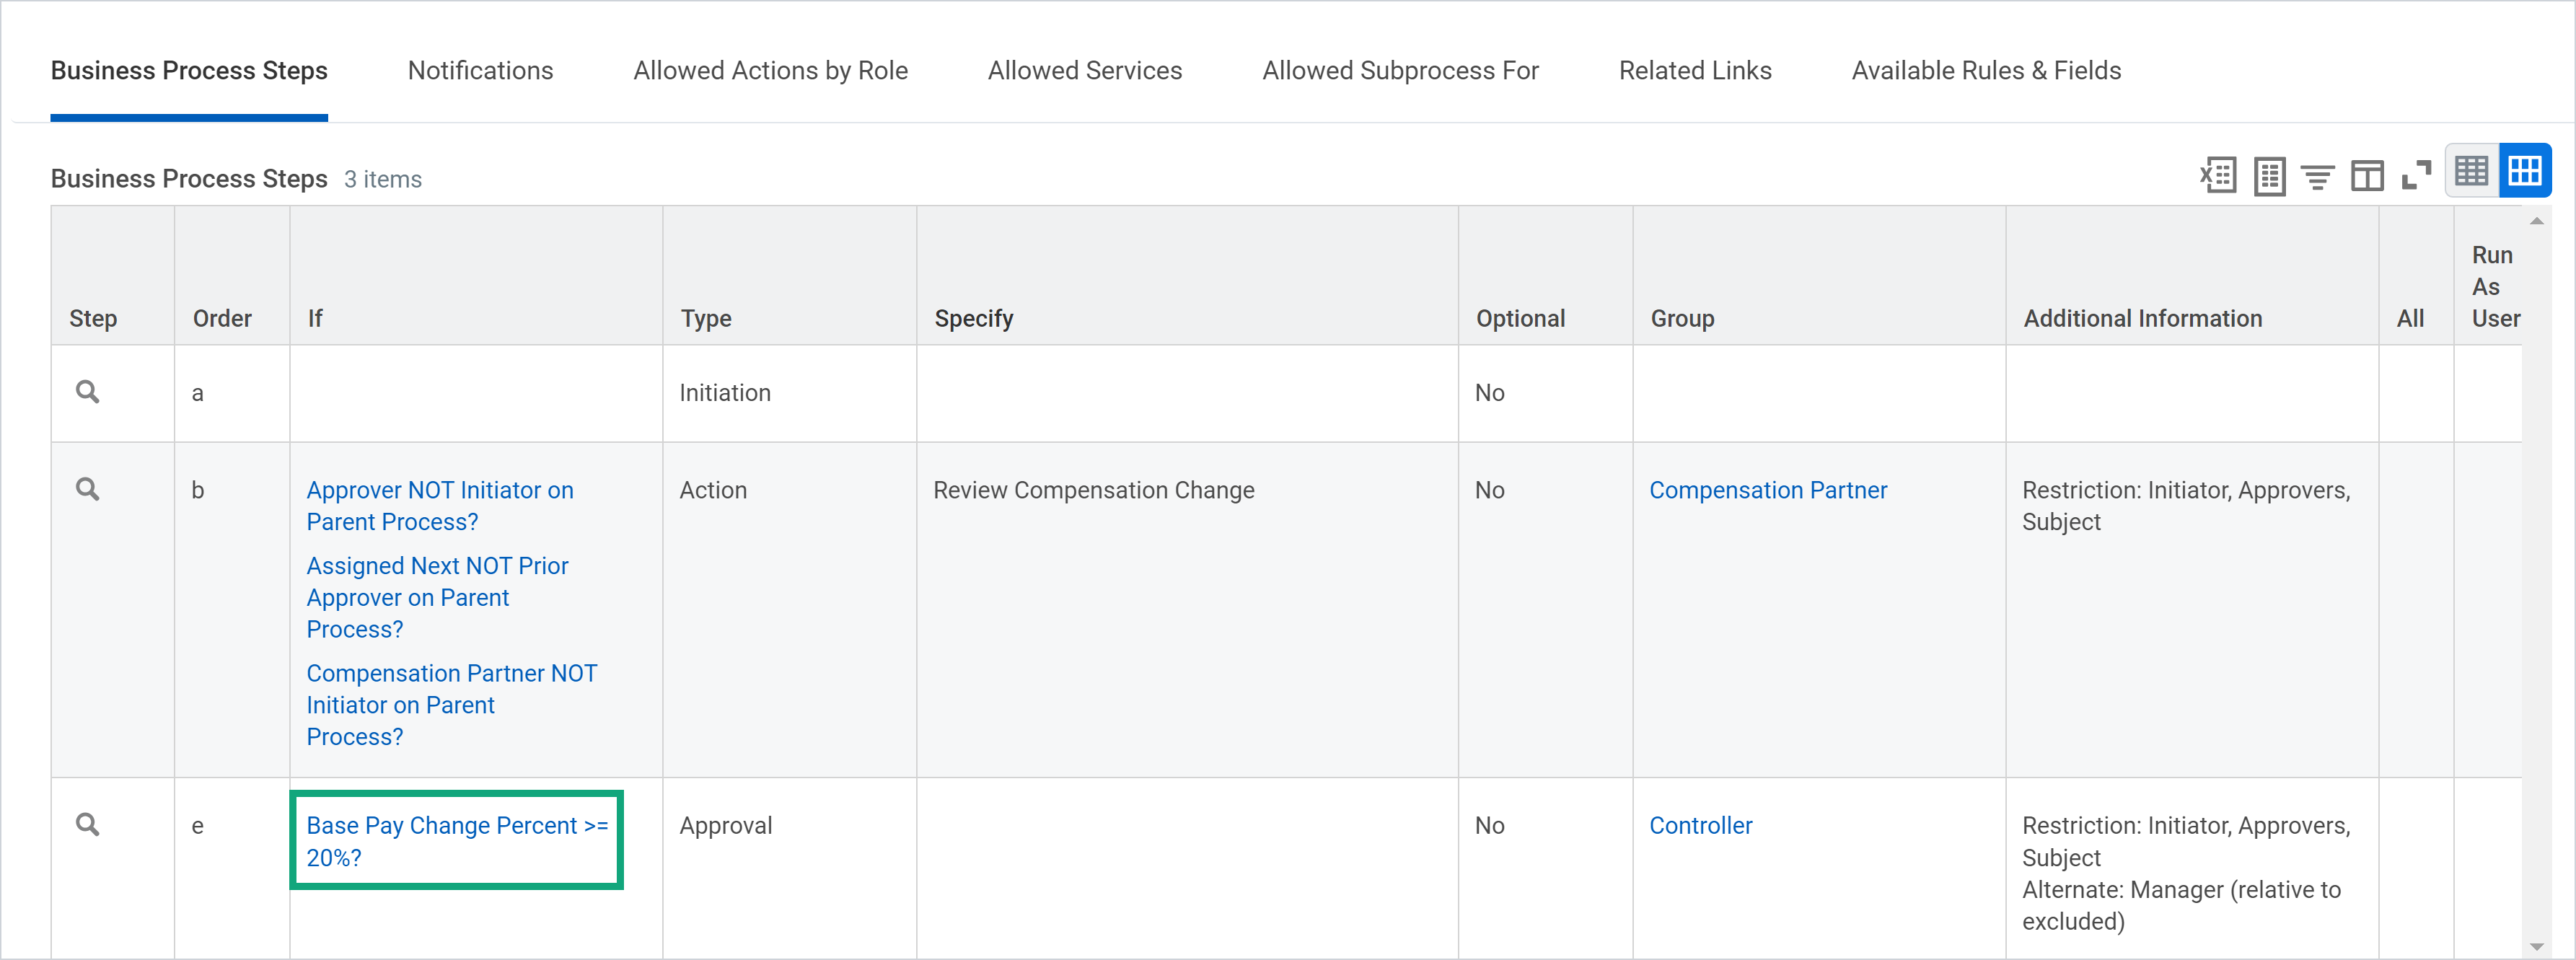 Business Process Steps Notifications Allowed Actions by Role Allowed Services Allowed Subprocess For Related Links Available Rules & Fields
Business Process Steps 3 items
Step Order If Type Specify Optional Group Additional Information All Run As User
a Initiation No
b Approver NOT Initiator on Action Review Compensation Change No Compensation Partner Restriction: Initiator, Approvers,
Parent Process? Subject
Assigned Next NOT Prior
Approver on Parent
Process?
Compensation Partner NOT
Initiator on Parent
Process?
e Base Pay Change Percent >= Approval No Controller Restriction: Initiator, Approvers,
20%? Subject
Alternate: Manager (relative to
excluded)